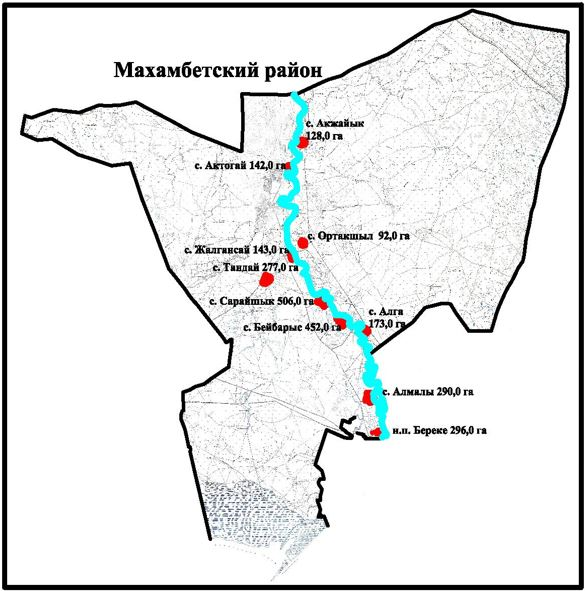 Махамбетский район
с. Акжайык
128,0 га
с. Актогай 142,0 га
с. Ортакшыл 92,0 га
с. Жалгансай 143,0 га
с. Тандай 277,0 га
с. Сарайшык 506,0 га
с. Алга
173,0 га
с. Бейбарыс 452,0 га
с. Алмалы 290,0 га
н.п. Береке 296,0 га